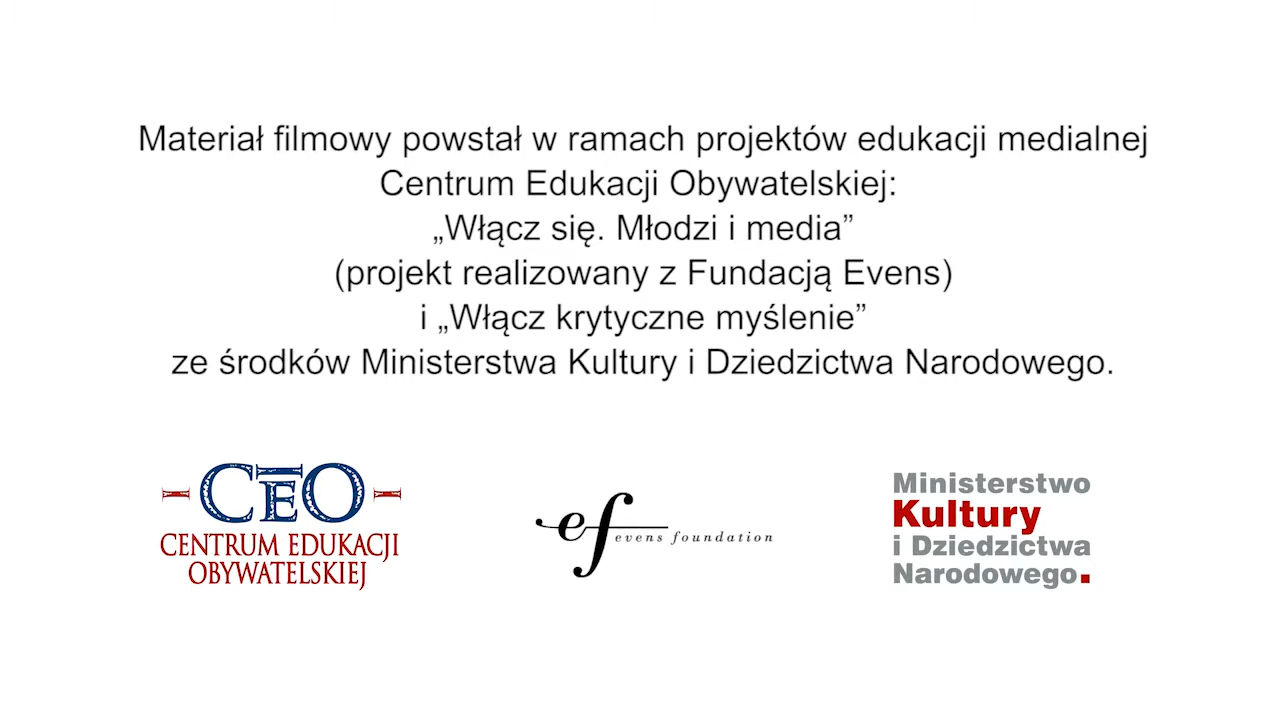 Materiał filmowy powstał w ramach projektów edukacji medialnej
Centrum Edukacji Obywatelskiej:
„Włącz się. Młodzi i media”
(projekt realizowany z Fundacją Evens)
i „Włącz krytyczne myślenie”
ze środków Ministerstwa Kultury i Dziedzictwa Narodowego.
CEO
CENTRUM EDUKACJI
OBYWATELSKIEJ
ef
evens foundation
Ministerstwo
Kultury
i Dziedzictwa
Narodowego.